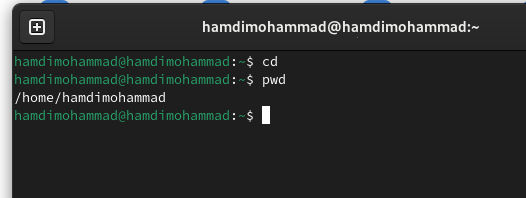 hamdimohammad@hamdimohammad:~
hamdimohammad@hamdimohammad:~$ cd
hamdimohammad@hamdimohammad:~$ pwd
/home/hamdimohammad
hamdimohammad@hamdimohammad:~$